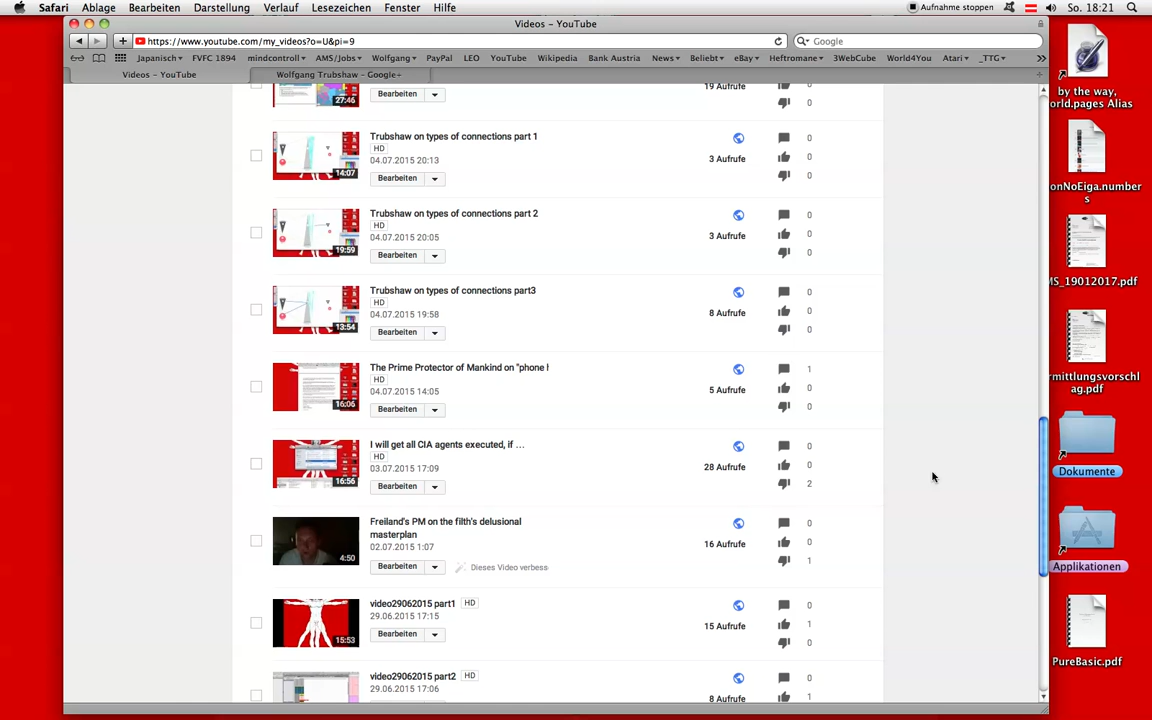 Safari Ablage Bearbeiten Darstellung Verlauf Lesezeichen Fenster Hilfe Aufnahme stoppen So. 18:21
Videos – YouTube
https://www.youtube.com/my_videos?o=U&pi=9 Google
Japanisch FVFC 1894 mindcontroll AMS/Jobs Wolfgang PayPal LEO YouTube Wikipedia Bank Austria News Beliebt eBay Heftromane 3WebCube World4You Atari _TTG
Videos – YouTube Wolfgang Trubshaw – Google+
27:46 Bearbeiten 19 Aufrufe 0
0
Trubshaw on types of connections part 1
HD
04.07.2015 20:13
14:07
Bearbeiten
3 Aufrufe
0
0
0
Trubshaw on types of connections part 2
HD
04.07.2015 20:05
19:59
Bearbeiten
3 Aufrufe
0
0
0
Trubshaw on types of connections part3
HD
04.07.2015 19:58
13:54
Bearbeiten
8 Aufrufe
0
0
0
The Prime Protector of Mankind on "phone h
HD
04.07.2015 14:05
16:06
Bearbeiten
5 Aufrufe
1
0
0
I will get all CIA agents executed, if ...
HD
03.07.2015 17:09
16:56
Bearbeiten
28 Aufrufe
0
0
2
Freiland's PM on the filth's delusional
masterplan
02.07.2015 1:07
4:50
Bearbeiten Dieses Video verbess
16 Aufrufe
0
0
1
video29062015 part1 HD
29.06.2015 17:15
15:53
Bearbeiten
15 Aufrufe
0
1
0
video29062015 part2 HD
29.06.2015 17:06
8 Aufrufe
0
1
by the way,
world.pages Alias
onNoEiga.number
s
MS_19012017.pdf
rmittlungsvorschl
ag.pdf
Dokumente
Applikationen
PureBasic.pdf